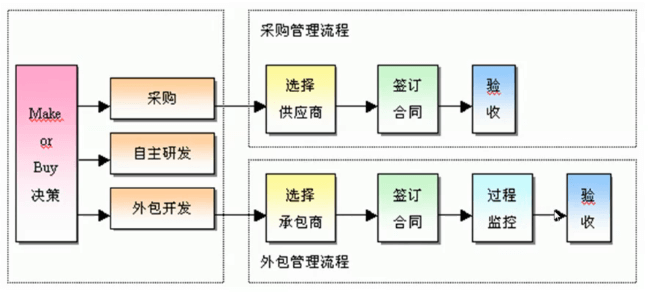 采购管理流程
Make
or
Buy
决策
采购
自主研发
外包开发
选择
供应商
签订
合同
验
收
选择
承包商
签订
合同
过程
监控
验
收
外包管理流程